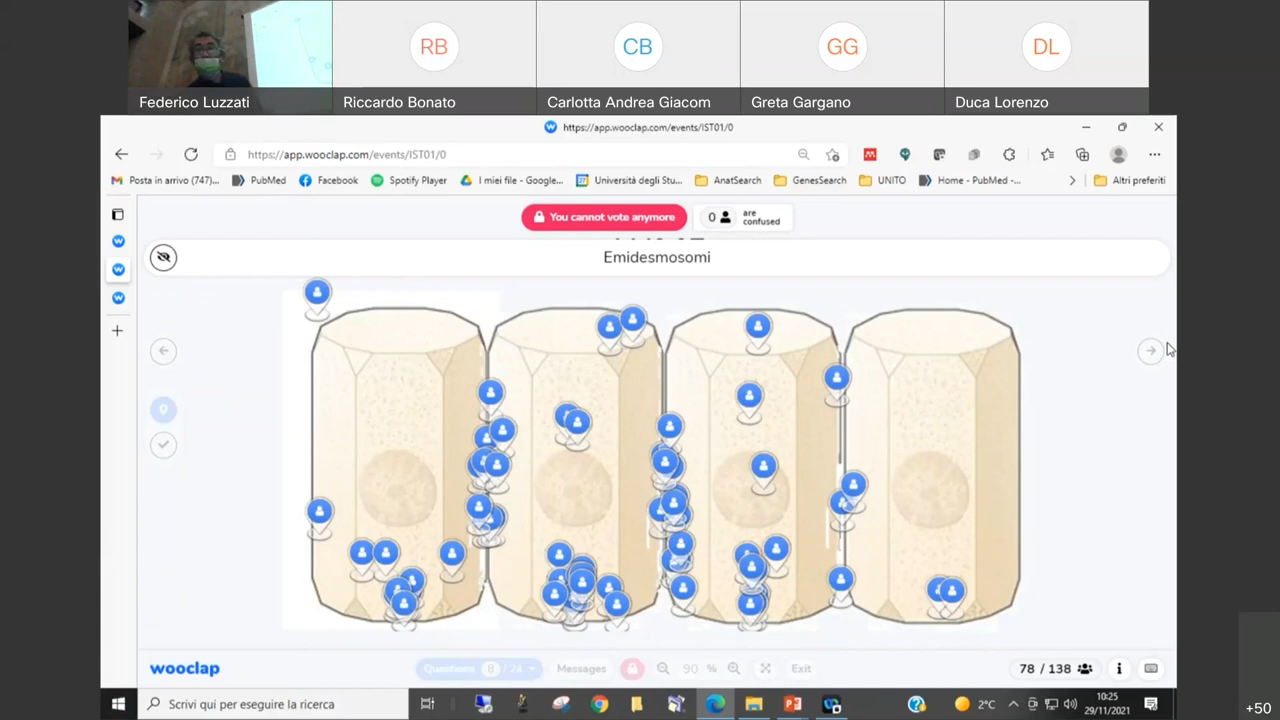 RB
CB
GG
DL
Federico Luzzati
Riccardo Bonato
Carlotta Andrea Giacom
Greta Gargano
Duca Lorenzo
https://app.wooclap.com/events/IST01/0
https://app.wooclap.com/events/IST01/0
Posta in arrivo (747)...
PubMed
Facebook
Spotify Player
I miei file - Google...
Università degli Stu...
AnatSearch
GenesSearch
UNITO
Home - PubMed -...
Altri preferiti
You cannot vote anymore
0 are confused
Emidesmosomi
wooclap
Questions 8 / 24
Messages
90 %
Exit
78 / 138
Scrivi qui per eseguire la ricerca
2°C
10:25
29/11/2021
+50